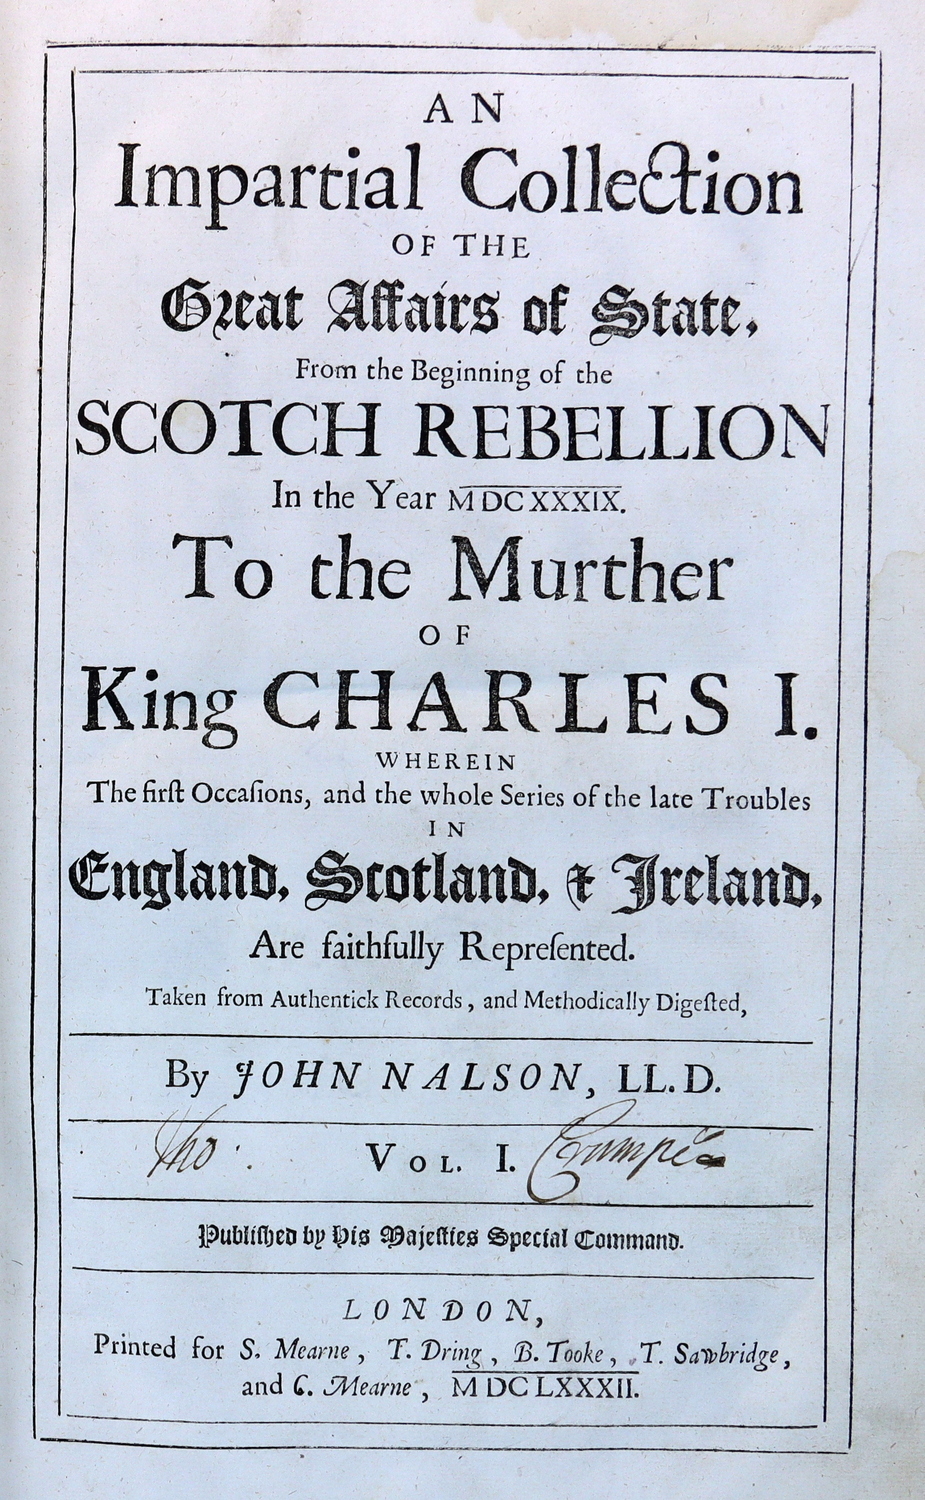 AN
Impartial Collection
OF THE
Great Affairs of State,
From the Beginning of the
SCOTCH REBELLION
In the Year MDCXXXIX.
To the Murther
OF
King CHARLES I.
WHEREIN
The firſt Occaſions, and the whole Series of the late Troubles
IN
England, Scotland, & Ireland,
Are faithfully Repreſented.
Taken from Authentick Records, and Methodically Digeſted,
By JOHN NALSON, LL.D.
Tho: VOL. I.
Publiſhed by His Majeſties Special Command.
LONDON,
Printed for S. Mearne, T. Dring, B. Tooke, T. Sawbridge,
and C. Mearne, MDCLXXXII.